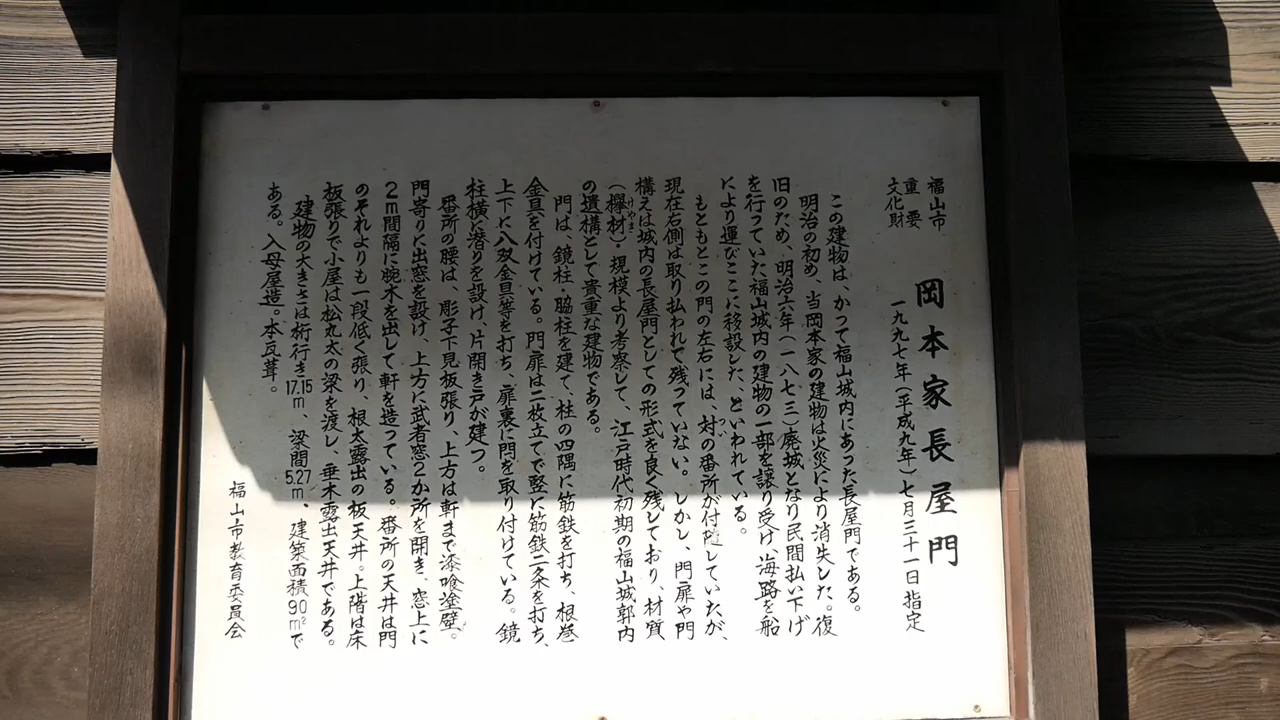 福山市
重要
文化財
岡本家長屋門
一九九七年(平成九年)七月三十一日指定
この建物は、かつて福山城内にあった長屋門である。
明治の初め、当岡本家の建物は火災により消失した。復
旧のため、明治六年(一八七三)廃城となり民間払い下げ
を行っていた福山城内の建物の一部を譲り受け、海路を船
により運びここに移設した、といわれている。
もともとこの門の左右には、対の番所が付随していたが、
つい
現在右側は取り払われて残っていない。しかし、門扉や門
構えは城内の長屋門としての形式を良く残しており、材質
(欅材)・規模より考察して、江戸時代初期の福山城郭内
けやき
の遺構として貴重な建物である。
門は、鏡柱・脇柱を建て、柱の四隅に筋鉄を打ち、根巻
金具を付けている。門扉は二枚立てで竪に筋鉄二条を打ち、
上下に八双金具等を打ち、扉裏に閂を取り付けている。鏡
柱横に潜りを設け、片開き戸が建つ。
番所の腰は、彫子下見板張り、上方は軒まで漆喰塗壁。
門寄りに出窓を設け、上方に武者窓2か所を開き、窓上に
2m間隔に腕木を出して軒を造っている。番所の天井は門
のそれよりも一段低く張り、根太露出の板天井。上階は床
板張りで小屋は松丸太の梁を渡し、垂木露出天井である。
建物の大きさは桁行き17.15m、梁間5.27m、建築面積90m²で
ある。入母屋造。本瓦葺。
福山市教育委員会